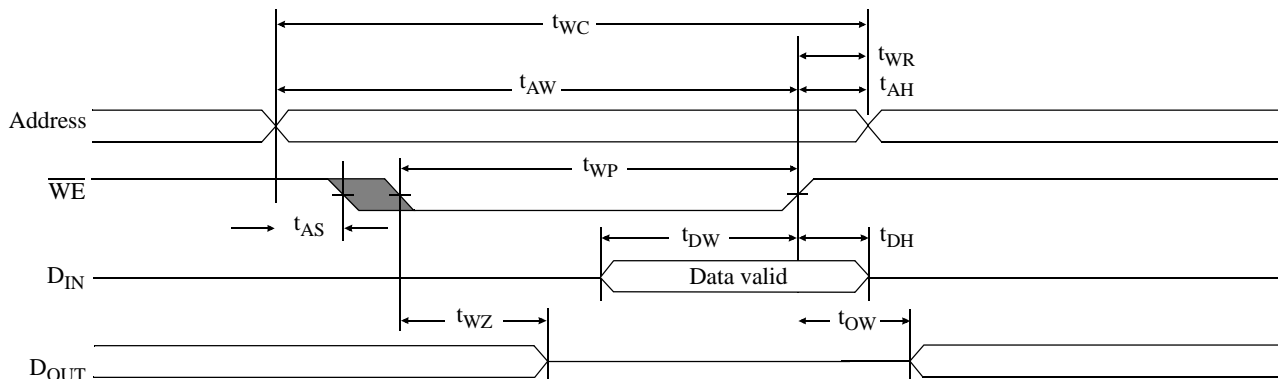 tWC
tWR
tAW
tAH
Address
WE
tWP
tAS
tDW
tDH
DIN
Data valid
tWZ
tOW
DOUT